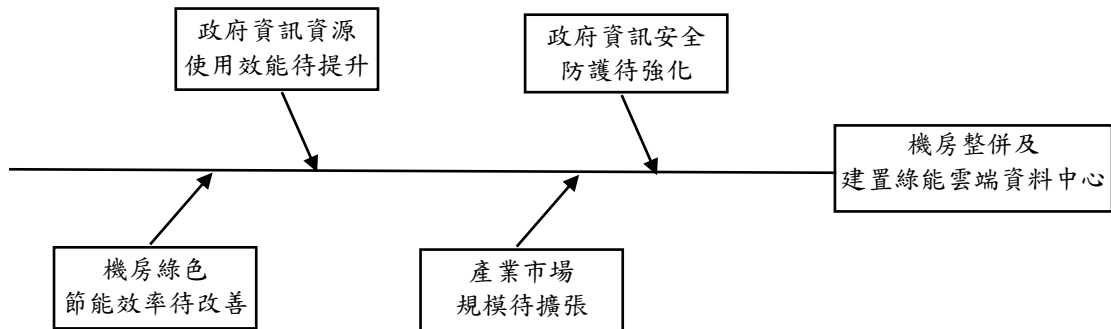 政府資訊資源
使用效能待提升
政府資訊安全
防護待強化
機房整併及
建置綠能雲端資料中心
機房綠色
節能效率待改善
產業市場
規模待擴張